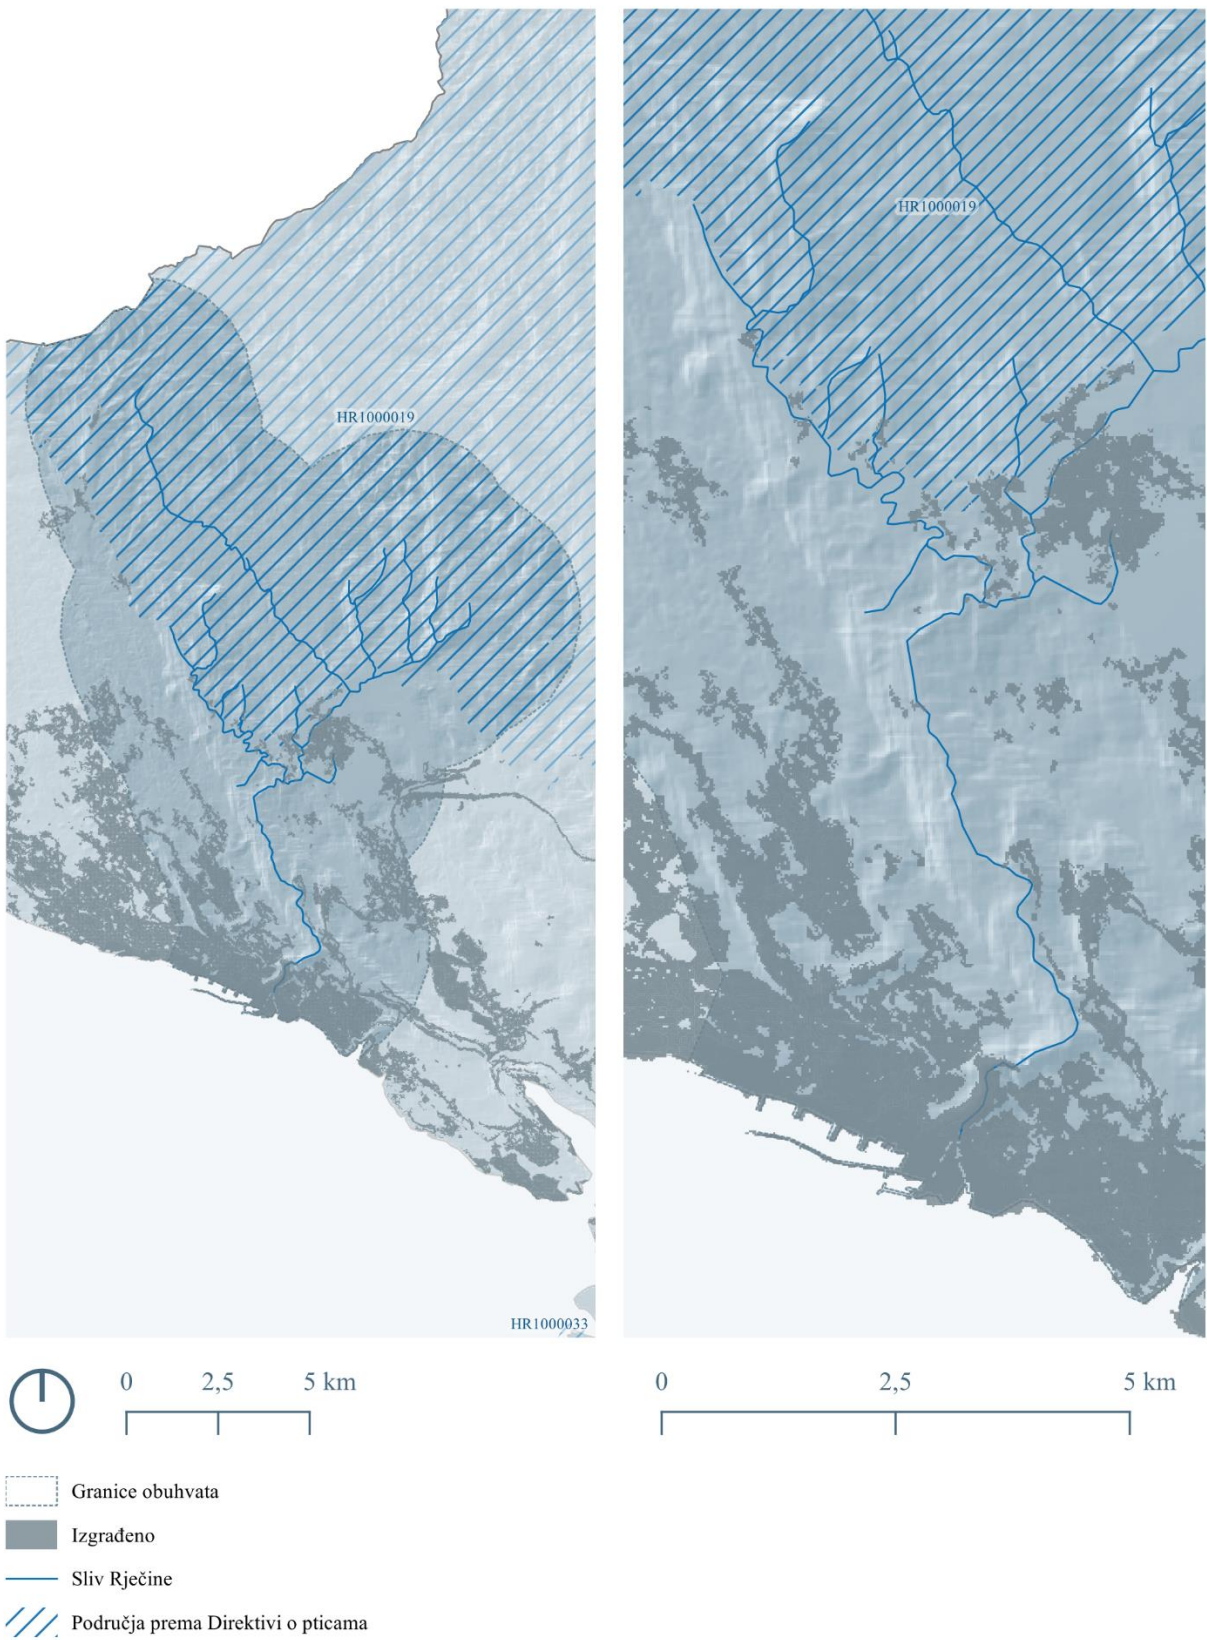 HR1000019
HR1000019
HR1000033
0 2,5 5 km
0 2,5 5 km
Granice obuhvata
Izgrađeno
Sliv Rječine
Područja prema Direktivi o pticama